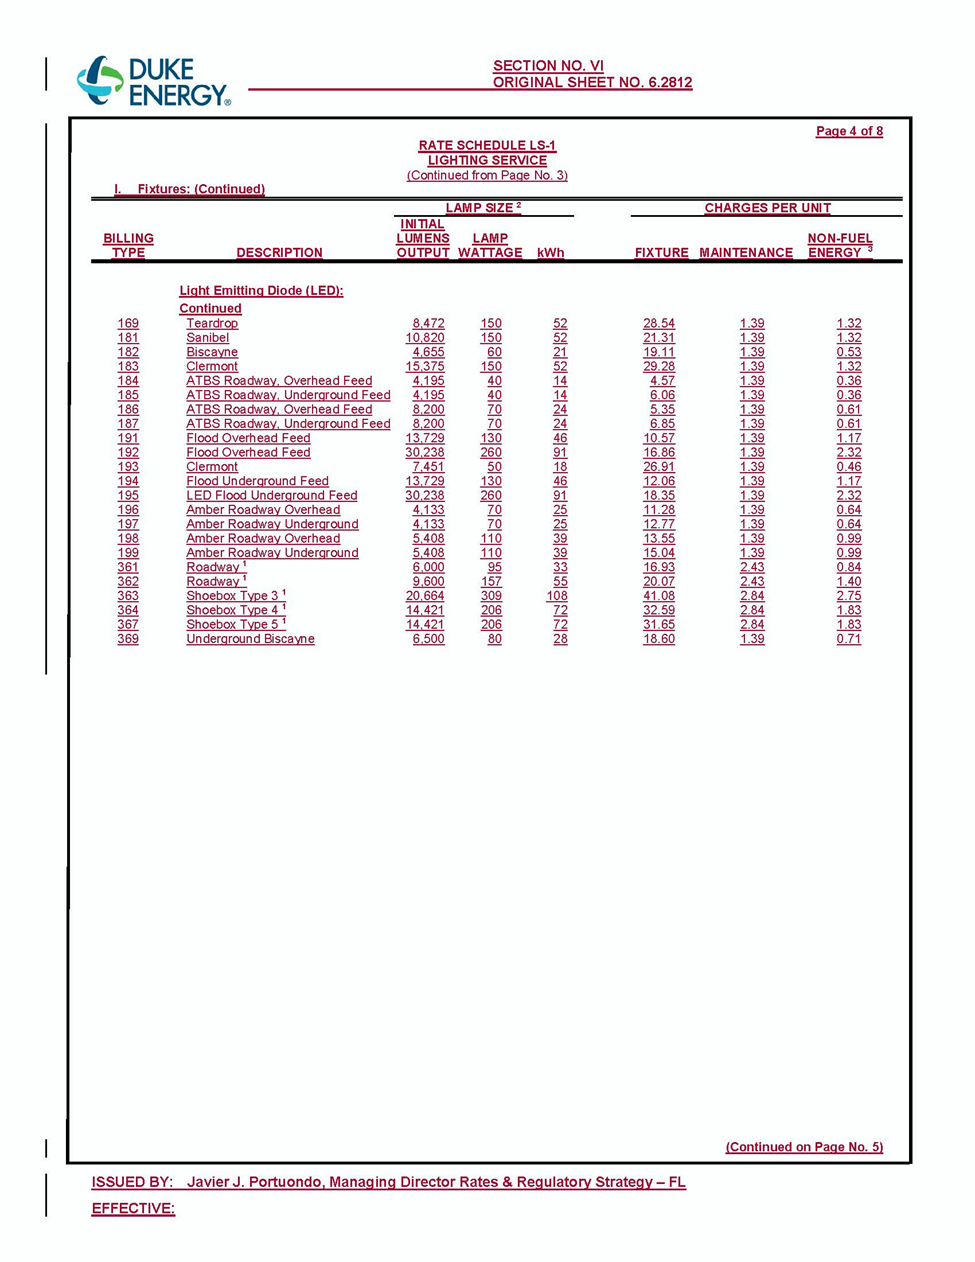 DUKE
ENERGY®
SECTION NO. VI
ORIGINAL SHEET NO. 6.2812
Page 4 of 8
RATE SCHEDULE LS-1
LIGHTING SERVICE
(Continued from Page No. 3)
I. Fixtures: (Continued)
LAMP SIZE 2 CHARGES PER UNIT
INITIAL
BILLING LUMENS LAMP NON-FUEL
TYPE DESCRIPTION OUTPUT WATTAGE kWh FIXTURE MAINTENANCE ENERGY 3
Light Emitting Diode (LED):
Continued
169 Teardrop 8,472 150 52 28.54 1.39 1.32
181 Sanibel 10,820 150 52 21.31 1.39 1.32
182 Biscayne 4,655 60 21 19.11 1.39 0.53
183 Clermont 15,375 150 52 29.28 1.39 1.32
184 ATBS Roadway, Overhead Feed 4,195 40 14 4.57 1.39 0.36
185 ATBS Roadway, Underground Feed 4,195 40 14 6.06 1.39 0.36
186 ATBS Roadway, Overhead Feed 8,200 70 24 5.35 1.39 0.61
187 ATBS Roadway, Underground Feed 8,200 70 24 6.85 1.39 0.61
191 Flood Overhead Feed 13,729 130 46 10.57 1.39 1.17
192 Flood Overhead Feed 30,238 260 91 16.86 1.39 2.32
193 Clermont 7,451 50 18 26.91 1.39 0.46
194 Flood Underground Feed 13,729 130 46 12.06 1.39 1.17
195 LED Flood Underground Feed 30,238 260 91 18.35 1.39 2.32
196 Amber Roadway Overhead 4,133 70 25 11.28 1.39 0.64
197 Amber Roadway Underground 4,133 70 25 12.77 1.39 0.64
198 Amber Roadway Overhead 5,408 110 39 13.55 1.39 0.99
199 Amber Roadway Underground 5,408 110 39 15.04 1.39 0.99
361 Roadway 1 6,000 95 33 16.93 2.43 0.84
362 Roadway 1 9,600 157 55 20.07 2.43 1.40
363 Shoebox Type 3 1 20,664 309 108 41.08 2.84 2.75
364 Shoebox Type 4 1 14,421 206 72 32.59 2.84 1.83
367 Shoebox Type 5 1 14,421 206 72 31.65 2.84 1.83
369 Underground Biscayne 6,500 80 28 18.60 1.39 0.71
(Continued on Page No. 5)
ISSUED BY: Javier J. Portuondo, Managing Director Rates & Regulatory Strategy – FL
EFFECTIVE: